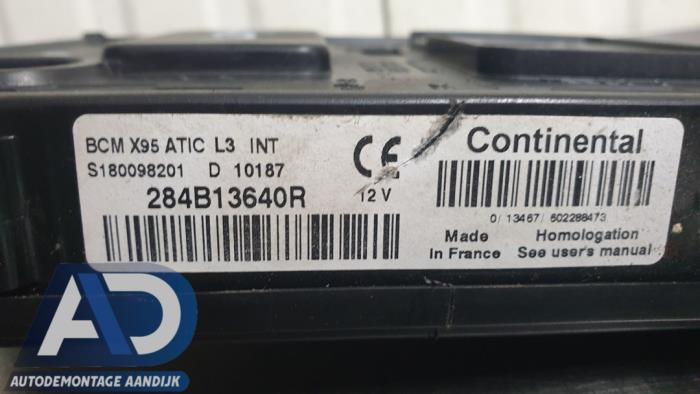 BCM X95 ATIC L3 INT
S180098201 D 10187
284B13640R
CE
12 V
Continental
0/ 13467/ 602288473
Made in France
Homologation See user's manual
AD
AUTODEMONTAGE AANDIJK